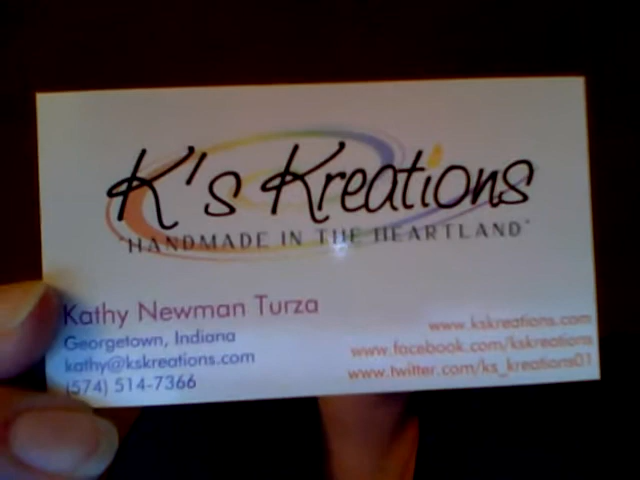 K's Kreations
"HANDMADE IN THE HEARTLAND"
Kathy Newman Turza
Georgetown, Indiana
kathy@kskreations.com
(574) 514-7366
www.kskreations.com
www.facebook.com/kskreations
www.twitter.com/ks_kreations01